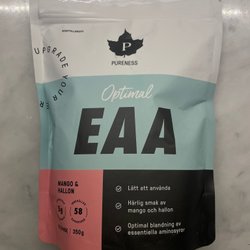 UPGRADE YOUR
P
PURENESS
Optimal
EAA
MANGO &
HALLON
5g
58
350g
Lätt att använda
Härlig smak av
mango och hallon
Optimal blandning av
essentiella aminosyror